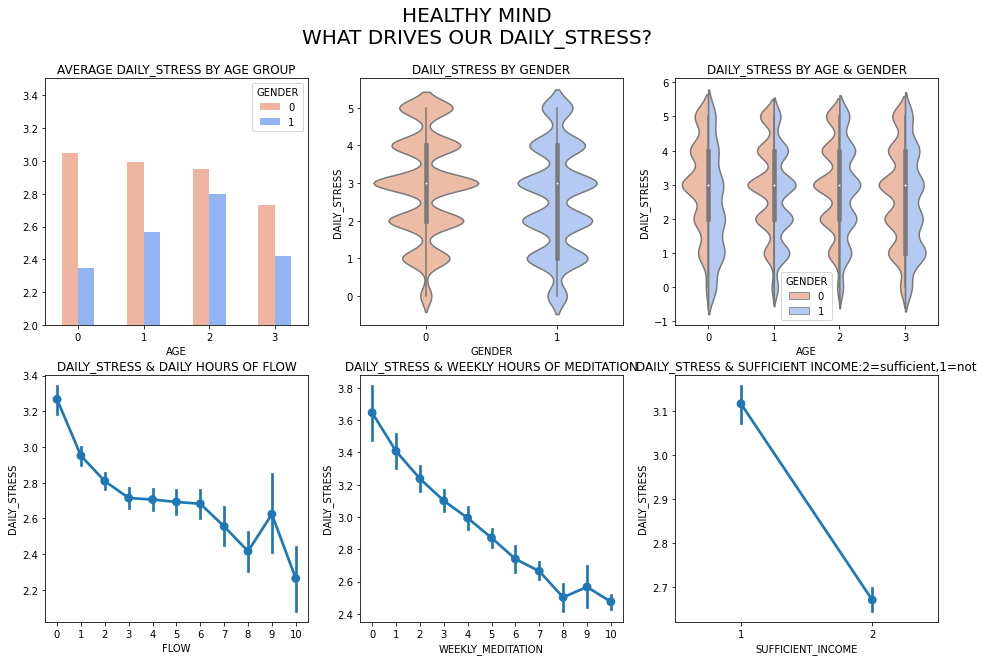 HEALTHY MIND
WHAT DRIVES OUR DAILY_STRESS?
AVERAGE DAILY_STRESS BY AGE GROUP
3.4
3.2
3.0
2.8
2.6
2.4
2.2
2.0
GENDER
0
1
0 1 2 3
AGE
DAILY_STRESS BY GENDER
DAILY_STRESS
5
4
3
2
1
0
0 1
GENDER
DAILY_STRESS BY AGE & GENDER
DAILY_STRESS
6
5
4
3
2
1
0
−1
GENDER
0
1
0 1 2 3
AGE
DAILY_STRESS & DAILY HOURS OF FLOW
DAILY_STRESS
3.4
3.2
3.0
2.8
2.6
2.4
2.2
0 1 2 3 4 5 6 7 8 9 10
FLOW
DAILY_STRESS & WEEKLY HOURS OF MEDITATION
DAILY_STRESS
3.8
3.6
3.4
3.2
3.0
2.8
2.6
2.4
0 1 2 3 4 5 6 7 8 9 10
WEEKLY_MEDITATION
DAILY_STRESS & SUFFICIENT INCOME:2=sufficient,1=not
DAILY_STRESS
3.1
3.0
2.9
2.8
2.7
1 2
SUFFICIENT_INCOME